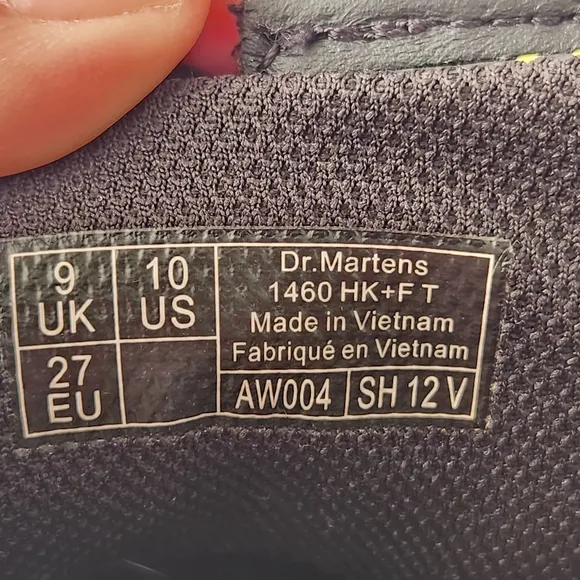 9
UK
10
US
27
EU
Dr.Martens
1460 HK+F T
Made in Vietnam
Fabriqué en Vietnam
AW004
SH 12 V